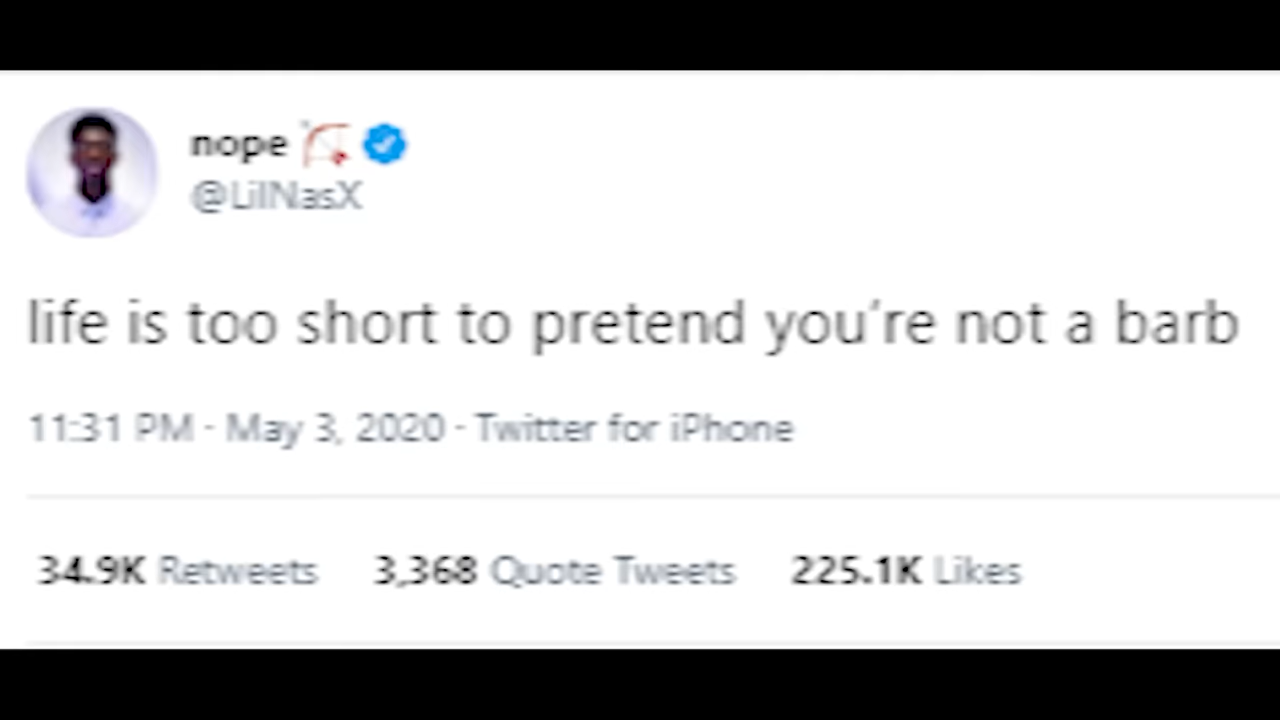 nope 🏹
@LilNasX
life is too short to pretend you’re not a barb
11:31 PM · May 3, 2020 · Twitter for iPhone
34.9K Retweets 3,368 Quote Tweets 225.1K Likes